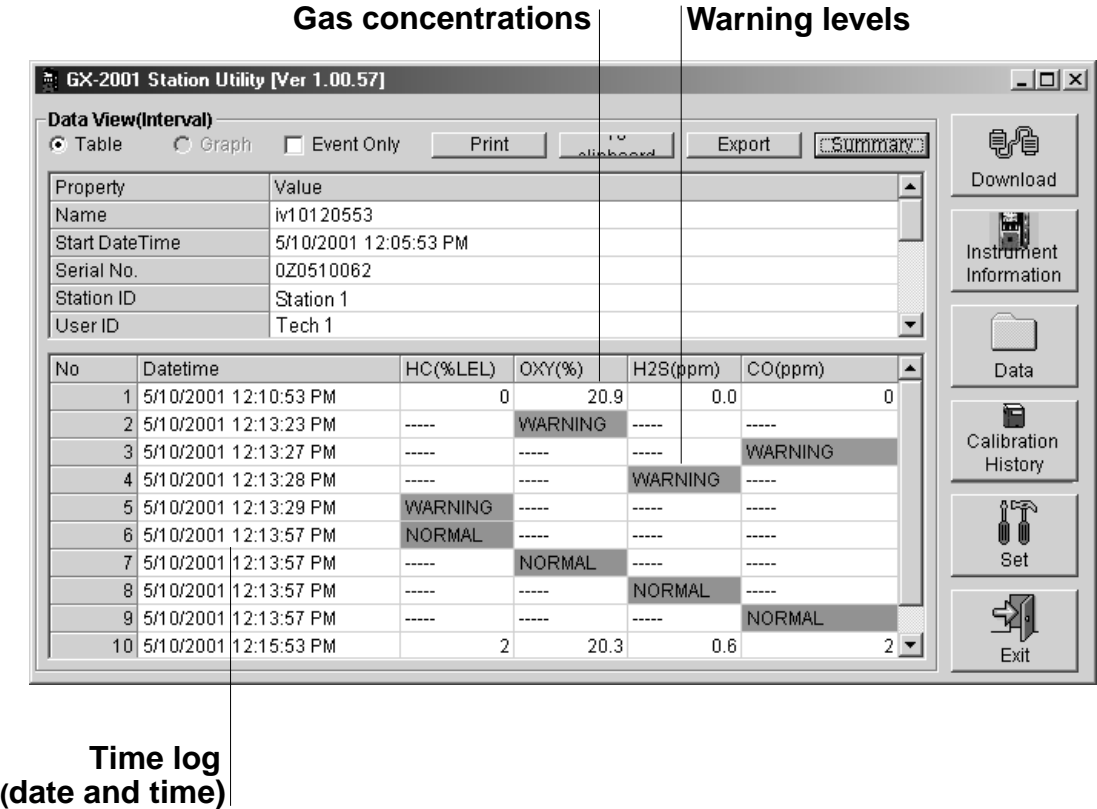 Gas concentrations Warning levels
GX-2001 Station Utility [Ver 1.00.57]
Data View(Interval)
Table Graph Event Only Print Export Summary
Property Value
Name iv10120553
Start DateTime 5/10/2001 12:05:53 PM
Serial No. 0Z0510062
Station ID Station 1
User ID Tech 1
No Datetime HC(%LEL) OXY(%) H2S(ppm) CO(ppm)
1 5/10/2001 12:10:53 PM 0 20.9 0.0 0
2 5/10/2001 12:13:23 PM ----- WARNING ----- -----
3 5/10/2001 12:13:27 PM ----- ----- ----- WARNING
4 5/10/2001 12:13:28 PM ----- ----- WARNING -----
5 5/10/2001 12:13:29 PM WARNING ----- ----- -----
6 5/10/2001 12:13:57 PM NORMAL ----- ----- -----
7 5/10/2001 12:13:57 PM ----- NORMAL ----- -----
8 5/10/2001 12:13:57 PM ----- ----- NORMAL -----
9 5/10/2001 12:13:57 PM ----- ----- ----- NORMAL
10 5/10/2001 12:15:53 PM 2 20.3 0.6 2
Download
Instrument
Information
Data
Calibration
History
Set
Exit
Time log
(date and time)